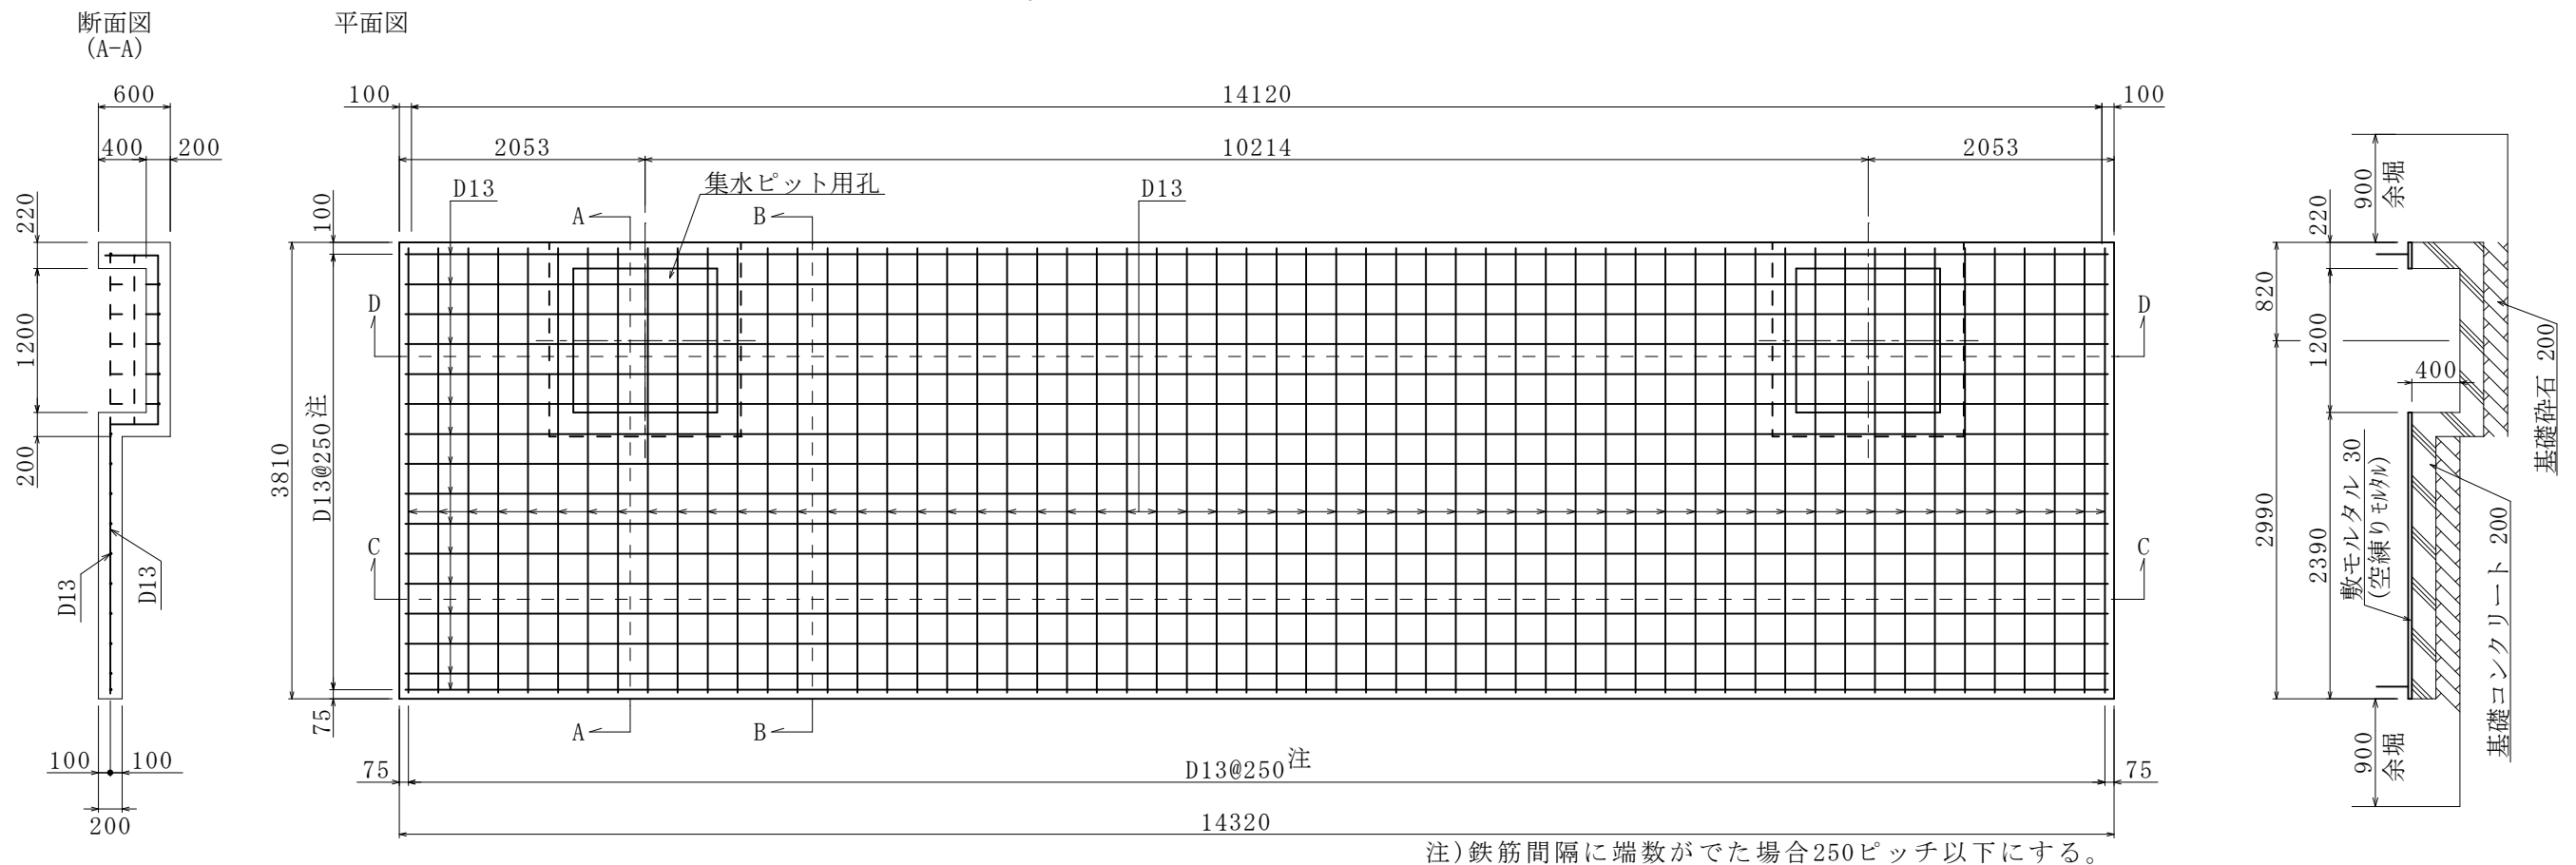 断面図
(A-A)
平面図
600
400
200
220
1200
200
D13
D13
100
100
200
100
14120
100
2053
10214
2053
D13
集水ピット用孔
D13
A
B
100
D
D
3810
D13@250注
C
C
75
A
B
75
D13@250注
75
14320
注)鉄筋間隔に端数がでた場合250ピッチ以下にする。
900
余堀
220
820
1200
400
基礎砕石 200
2990
2390
敷モルタル 30
(空練りモルタル)
基礎コンクリート 200
900
余堀